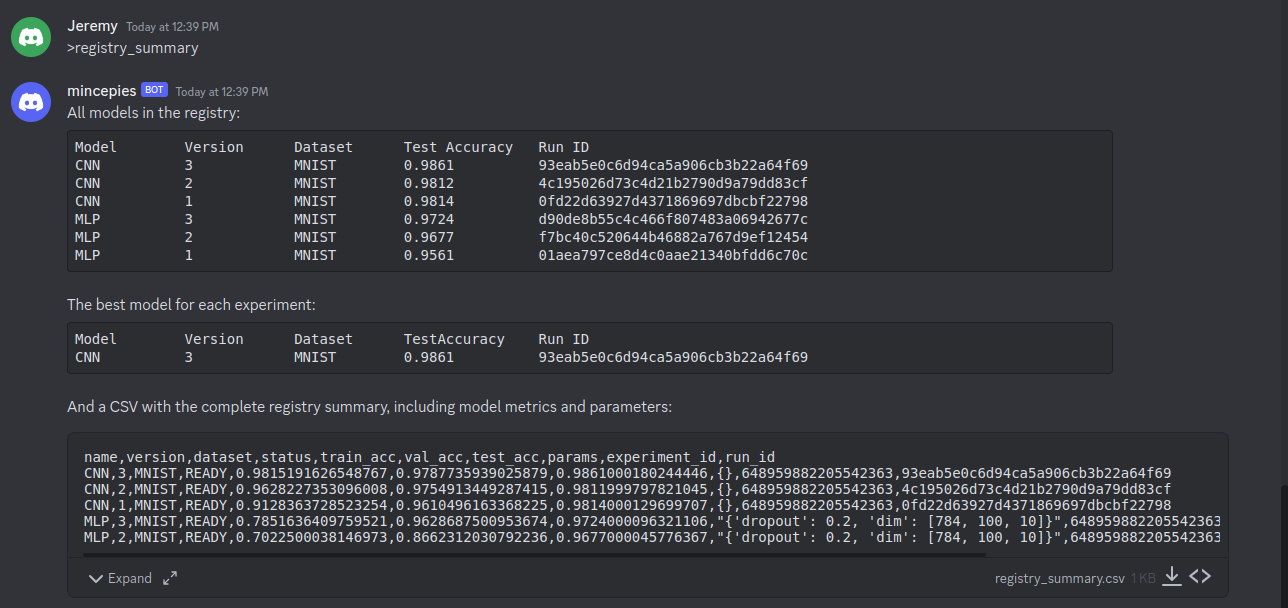 Jeremy Today at 12:39 PM
>registry_summary
mincepies BOT Today at 12:39 PM
All models in the registry:
Model Version Dataset Test Accuracy Run ID
CNN 3 MNIST 0.9861 93eab5e0c6d94ca5a906cb3b22a64f69
CNN 2 MNIST 0.9812 4c195026d73c4d21b2790d9a79dd83cf
CNN 1 MNIST 0.9814 0fd22d63927d4371869697dbcbf22798
MLP 3 MNIST 0.9724 d90de8b55c4c466f807483a06942677c
MLP 2 MNIST 0.9677 f7bc40c520644b46882a767d9ef12454
MLP 1 MNIST 0.9561 01aea797ce8d4c0aae21340bfdd6c70c
The best model for each experiment:
Model Version Dataset TestAccuracy Run ID
CNN 3 MNIST 0.9861 93eab5e0c6d94ca5a906cb3b22a64f69
And a CSV with the complete registry summary, including model metrics and parameters:
name,version,dataset,status,train_acc,val_acc,test_acc,params,experiment_id,run_id
CNN,3,MNIST,READY,0.9815191626548767,0.9787735939025879,0.9861000180244446,{},648959882205542363,93eab5e0c6d94ca5a906cb3b22a64f69
CNN,2,MNIST,READY,0.9628227353096008,0.9754913449287415,0.9811999797821045,{},648959882205542363,4c195026d73c4d21b2790d9a79dd83cf
CNN,1,MNIST,READY,0.9128363728523254,0.9610496163368225,0.9814000129699707,{},648959882205542363,0fd22d63927d4371869697dbcbf22798
MLP,3,MNIST,READY,0.7851636409759521,0.9628687500953674,0.9724000096321106,"{'dropout': 0.2, 'dim': [784, 100, 10]}",648959882205542363
MLP,2,MNIST,READY,0.7022500038146973,0.8662312030792236,0.9677000045776367,"{'dropout': 0.2, 'dim': [784, 100, 10]}",648959882205542363
Expand registry_summary.csv 1 KB